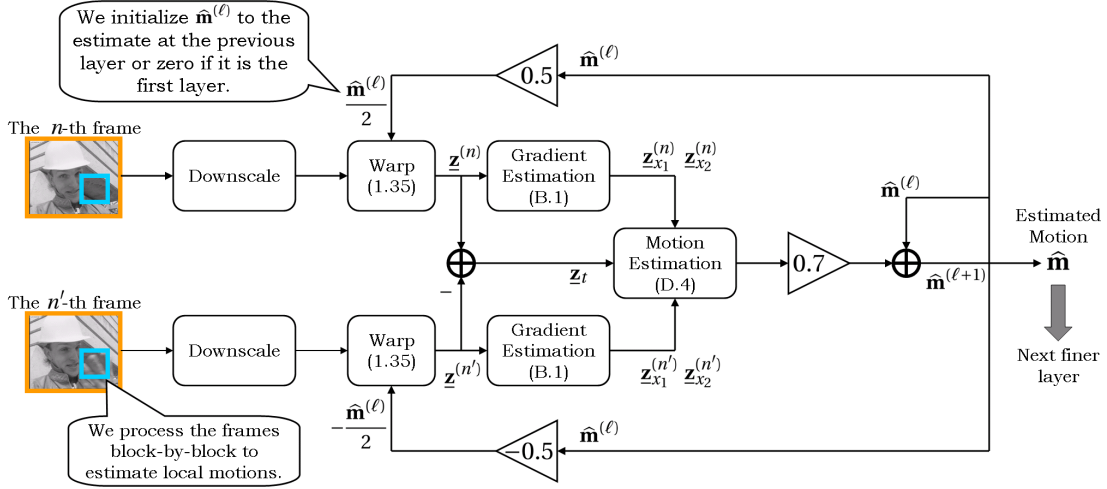 We initialize m̂^(ℓ) to the
estimate at the previous
layer or zero if it is the
first layer.
m̂^(ℓ)
2
0.5
m̂^(ℓ)
The n-th frame
Downscale
Warp
(1.35)
z^(n)
Gradient
Estimation
(B.1)
z_x1^(n) z_x2^(n)
m̂^(ℓ)
Motion
Estimation
(D.4)
0.7
z_t
−
m̂^(ℓ+1)
Estimated
Motion
m̂
Next finer
layer
The n′-th frame
Downscale
Warp
(1.35)
z^(n′)
Gradient
Estimation
(B.1)
z_x1^(n′) z_x2^(n′)
− m̂^(ℓ)
2
−0.5
m̂^(ℓ)
We process the frames
block-by-block to
estimate local motions.